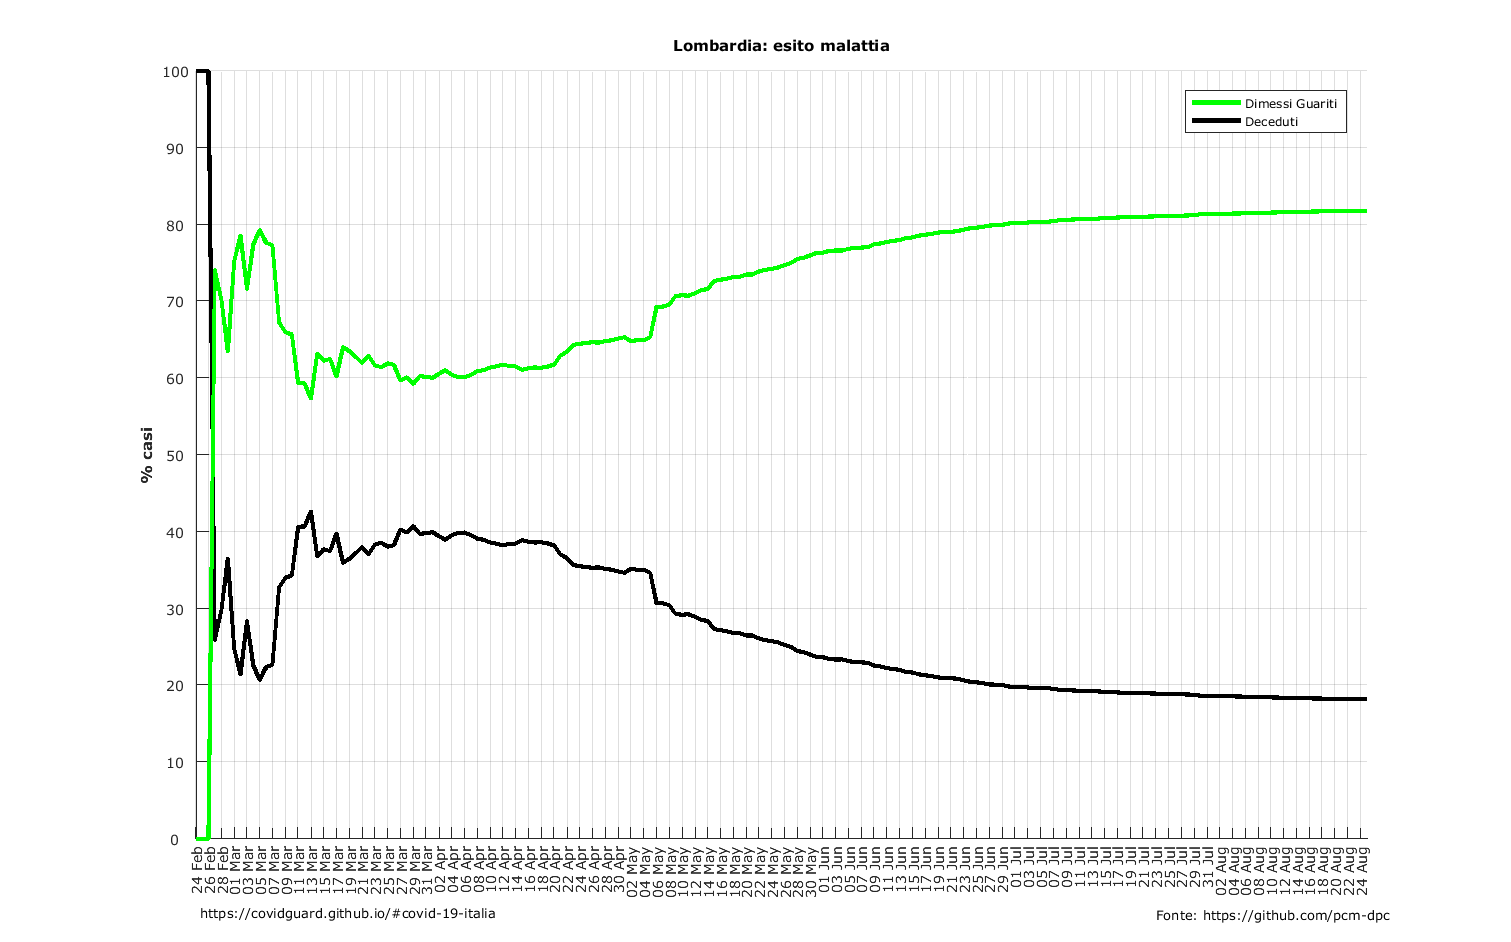 Lombardia: esito malattia
100
90
80
70
60
50
40
30
20
10
0
% casi
Dimessi Guariti
Deceduti
24 Feb
26 Feb
28 Feb
01 Mar
03 Mar
05 Mar
07 Mar
09 Mar
11 Mar
13 Mar
15 Mar
17 Mar
19 Mar
21 Mar
23 Mar
25 Mar
27 Mar
29 Mar
31 Mar
02 Apr
04 Apr
06 Apr
08 Apr
10 Apr
12 Apr
14 Apr
16 Apr
18 Apr
20 Apr
22 Apr
24 Apr
26 Apr
28 Apr
30 Apr
02 May
04 May
06 May
08 May
10 May
12 May
14 May
16 May
18 May
20 May
22 May
24 May
26 May
28 May
30 May
01 Jun
03 Jun
05 Jun
07 Jun
09 Jun
11 Jun
13 Jun
15 Jun
17 Jun
19 Jun
21 Jun
23 Jun
25 Jun
27 Jun
29 Jun
01 Jul
03 Jul
05 Jul
07 Jul
09 Jul
11 Jul
13 Jul
15 Jul
17 Jul
19 Jul
21 Jul
23 Jul
25 Jul
27 Jul
29 Jul
31 Jul
02 Aug
04 Aug
06 Aug
08 Aug
10 Aug
12 Aug
14 Aug
16 Aug
18 Aug
20 Aug
22 Aug
24 Aug
https://covidguard.github.io/#covid-19-italia
Fonte: https://github.com/pcm-dpc